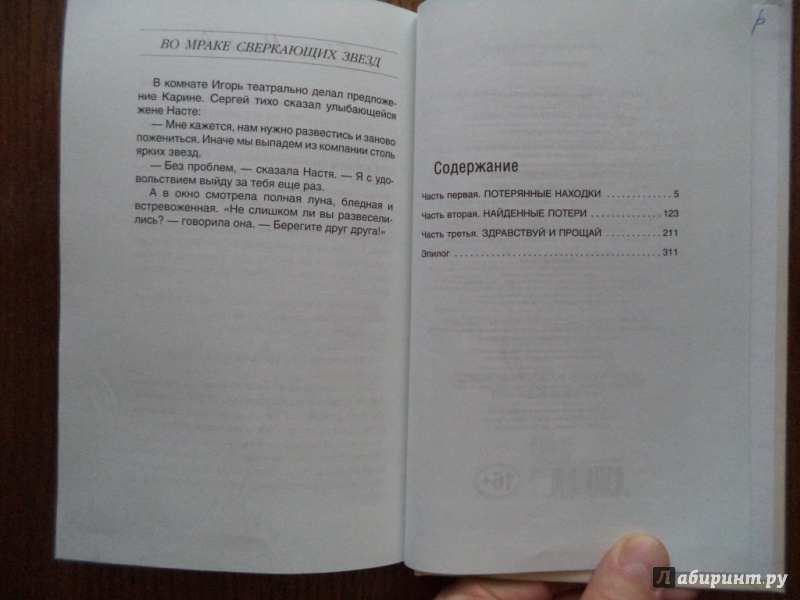 ВО МРАКЕ СВЕРКАЮЩИХ ЗВЕЗД
В комнате Игорь театрально делал предложе-
ние Карине. Сергей тихо сказал улыбающейся
жене Насте:
— Мне кажется, нам нужно развестись и заново
пожениться. Иначе мы выпадем из компании столь
ярких звезд.
— Без проблем, — сказала Настя. — Я с удо-
вольствием выйду за тебя еще раз.
А в окно смотрела полная луна, бледная и
встревоженная. «Не слишком ли вы развесели-
лись? — говорила она. — Берегите друг друга!»
Содержание
Часть первая. ПОТЕРЯННЫЕ НАХОДКИ . . . . . . . . . . . . 5
Часть вторая. НАЙДЕННЫЕ ПОТЕРИ . . . . . . . . . . . . 123
Часть третья. ЗДРАВСТВУЙ И ПРОЩАЙ . . . . . . . . . . 211
Эпилог . . . . . . . . . . . . . . . . . . . . . . . . . . . . . . . . . . . . . 311
16+
Лабиринт.ру